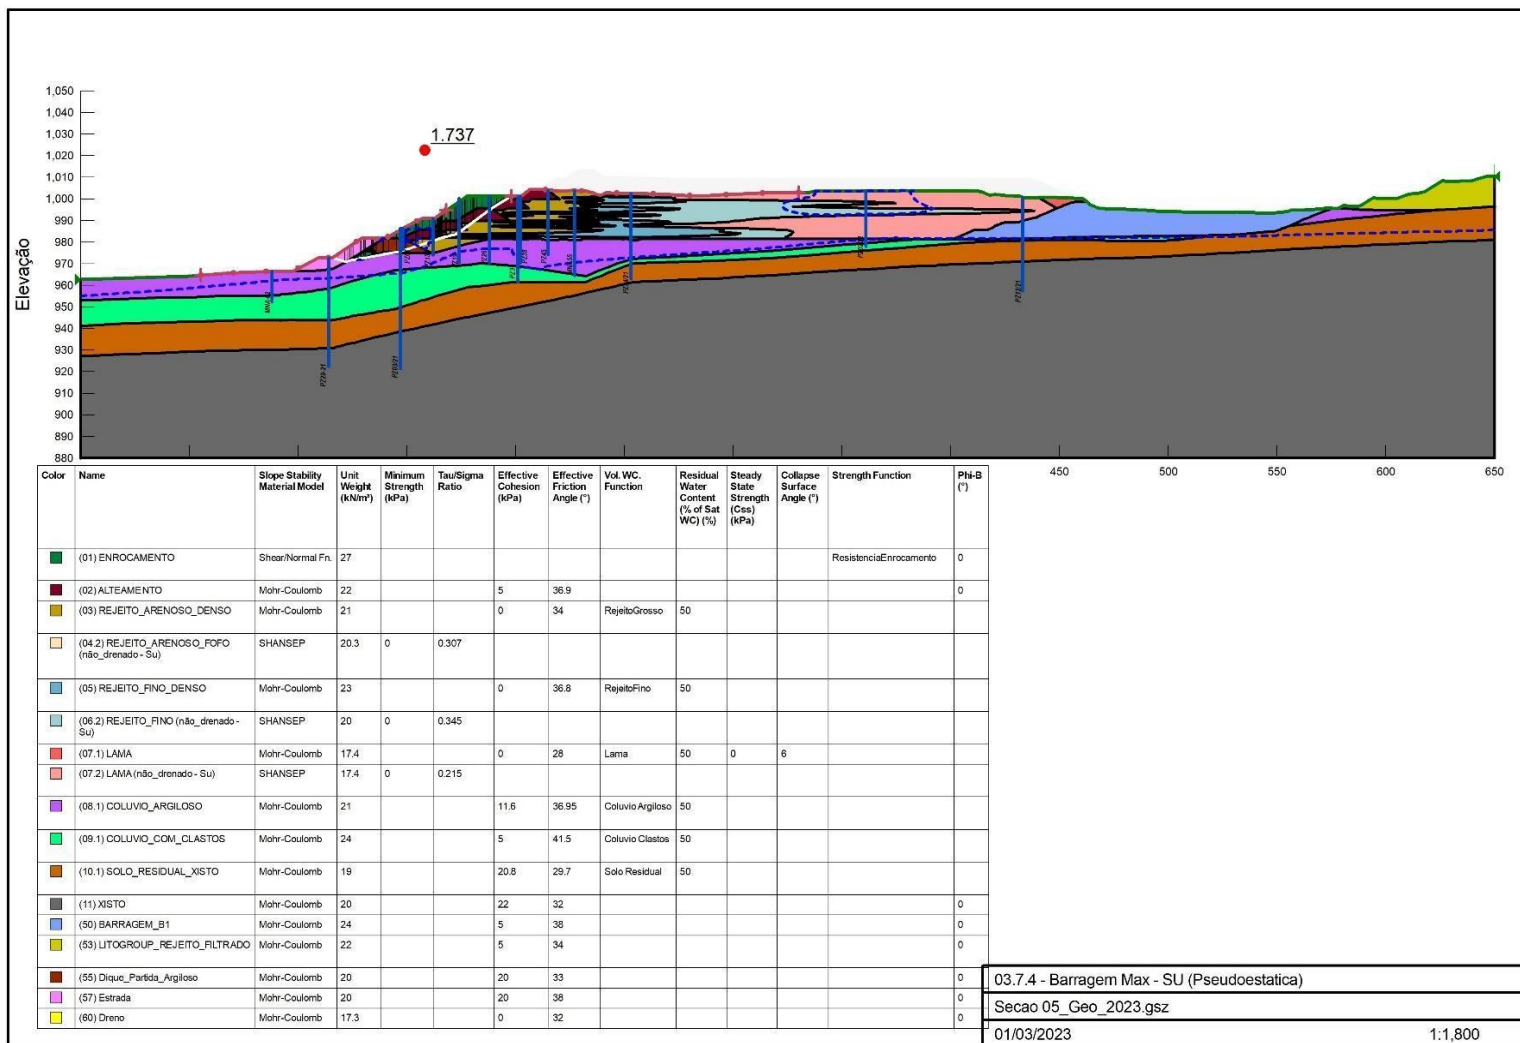 1.737
1,050
1,040
1,030
1,020
1,010
1,000
990
980
970
960
950
940
930
920
910
900
890
880
Elevação
450 500 550 600 650
Color Name Slope Stability Material Model Unit Weight (kN/m³) Minimum Strength (kPa) Tau/Sigma Ratio Effective Cohesion (kPa) Effective Friction Angle (°) Vol. WC. Function Residual Water Content (% of Sat WC) (%) Steady State Strength (Css) (kPa) Collapse Surface Angle (°) Strength Function Phi-B (°)
(01) ENROCAMENTO Shear/Normal Fn. 27 ResistenciaEnrocamento 0
(02) ALTEAMENTO Mohr-Coulomb 22 5 36.9 0
(03) REJEITO_ARENOSO_DENSO Mohr-Coulomb 21 0 34 RejeitoGrosso 50
(04.2) REJEITO_ARENOSO_FOFO (não_drenado - Su) SHANSEP 20.3 0 0.307
(05) REJEITO_FINO_DENSO Mohr-Coulomb 23 0 36.8 RejeitoFino 50
(06.2) REJEITO_FINO (não_drenado - Su) SHANSEP 20 0 0.345
(07.1) LAMA Mohr-Coulomb 17.4 0 28 Lama 50 0 6
(07.2) LAMA (não_drenado - Su) SHANSEP 17.4 0 0.215
(08.1) COLUVIO_ARGILOSO Mohr-Coulomb 21 11.6 36.95 Coluvio Argiloso 50
(09.1) COLUVIO_COM_CLASTOS Mohr-Coulomb 24 5 41.5 Coluvio Clastos 50
(10.1) SOLO_RESIDUAL_XISTO Mohr-Coulomb 19 20.8 29.7 Solo Residual 50
(11) XISTO Mohr-Coulomb 20 22 32 0
(50) BARRAGEM_B1 Mohr-Coulomb 24 5 38 0
(53) LITOGROUP_REJEITO_FILTRADO Mohr-Coulomb 22 5 34 0
(55) Dique_Partida_Argiloso Mohr-Coulomb 20 20 33 0
(57) Estrada Mohr-Coulomb 20 20 38 0
(60) Dreno Mohr-Coulomb 17.3 0 32 0
03.7.4 - Barragem Max - SU (Pseudoestatica)
Secao 05_Geo_2023.gsz
01/03/2023 1:1,800